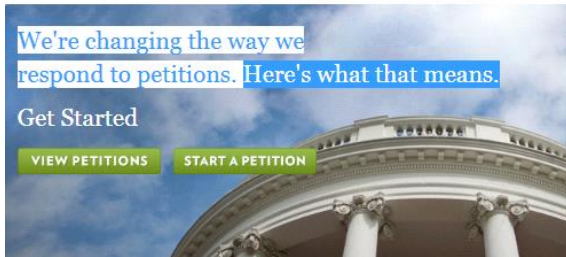 We're changing the way we
respond to petitions. Here's what that means.
Get Started
VIEW PETITIONS START A PETITION